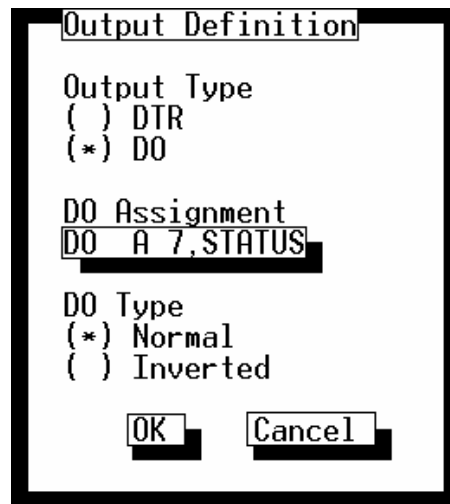 Output Definition
Output Type
( ) DTR
(*) DO
DO Assignment
DO  A 7,STATUS
DO Type
(*) Normal
( ) Inverted
OK  Cancel